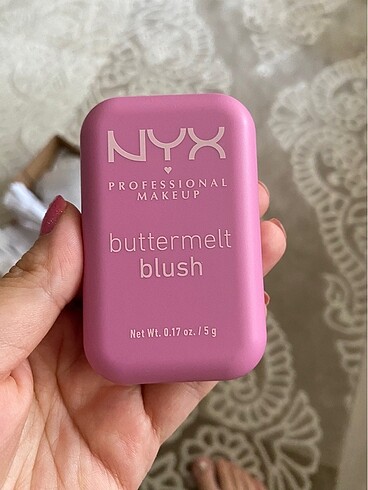 NYX
PROFESSIONAL
MAKEUP
buttermelt
blush
Net Wt. 0.17 oz. / 5 g